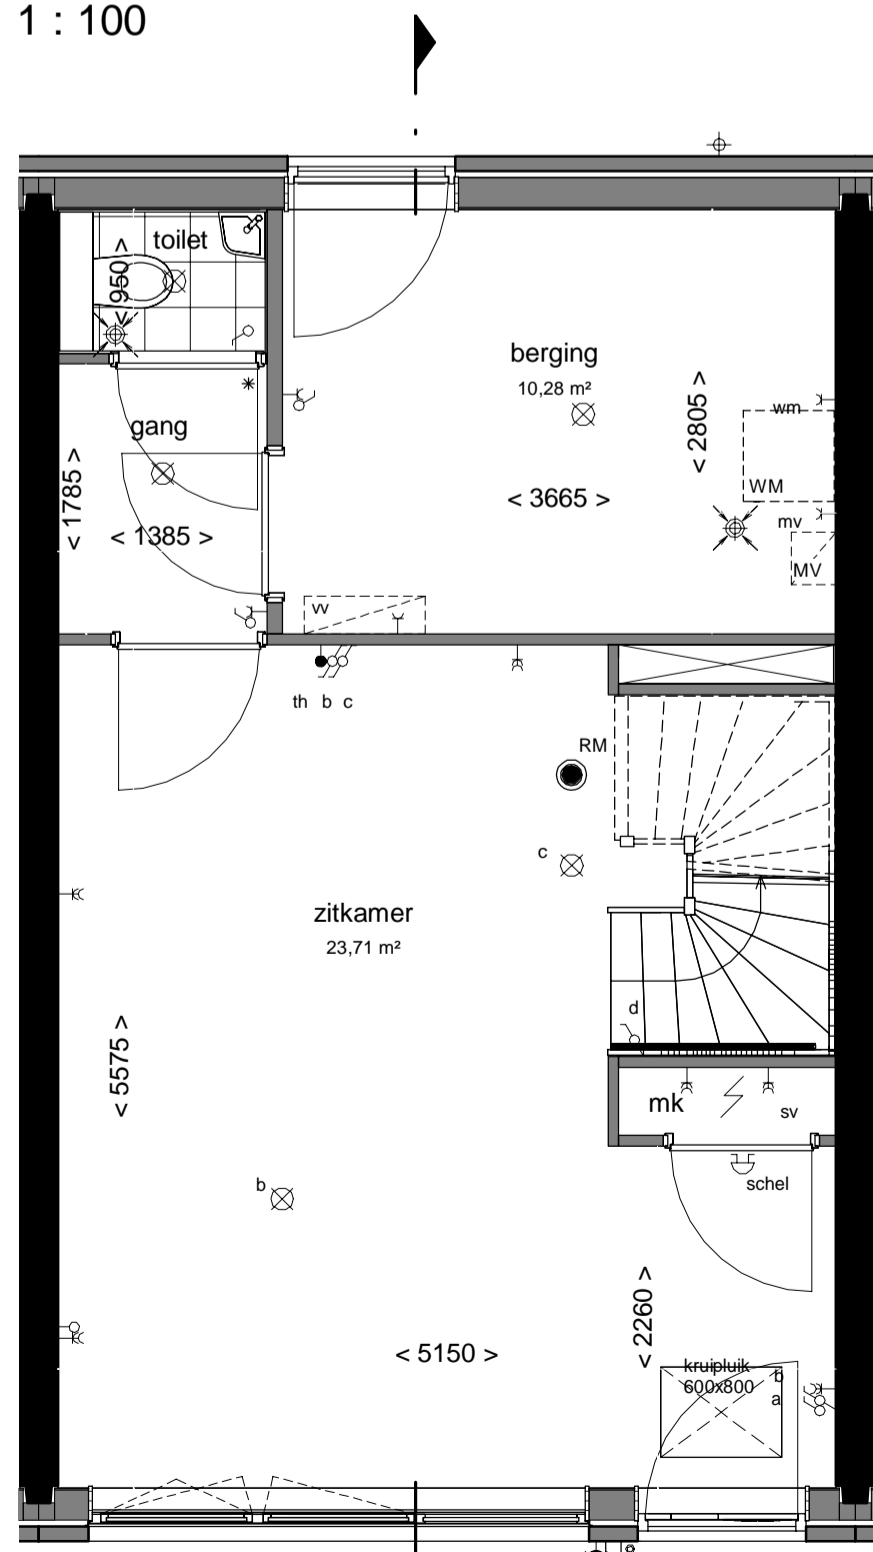 1 : 100
toilet
< 950 >
berging
10,28 m²
gang
< 2805 >
wm
WM
< 1785 >
< 1385 >
< 3665 >
mv
MV
vv
th b c
RM
c
zitkamer
23,71 m²
d
< 5575 >
mk
sv
schel
b
< 2260 >
< 5150 >
kruipluik
600x800
b
a